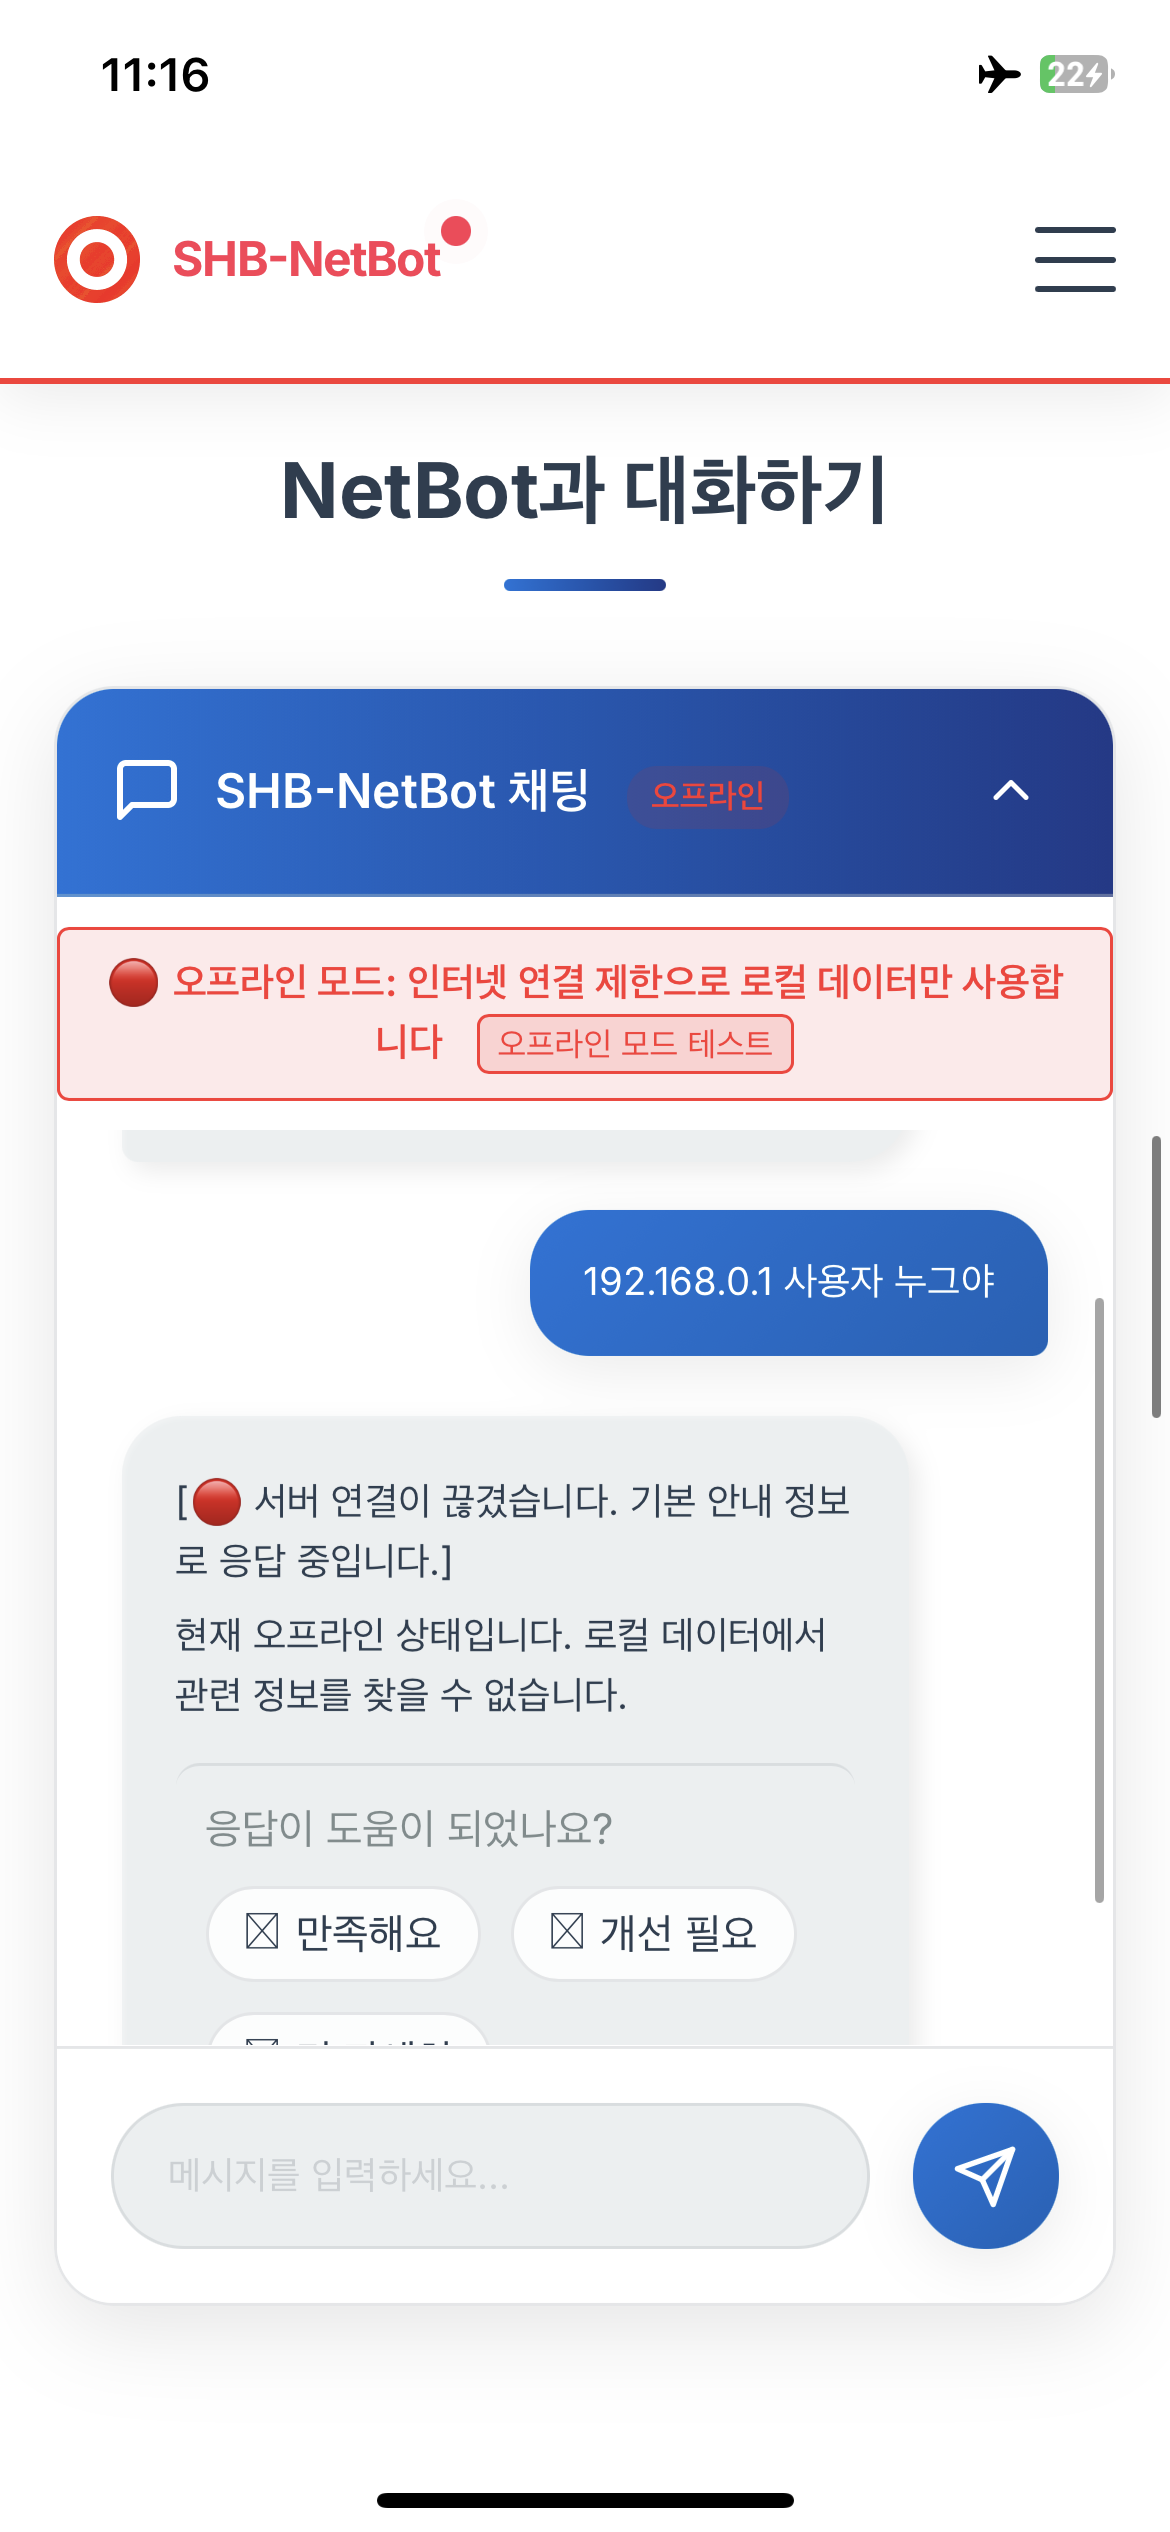 11:16
22
SHB-NetBot
NetBot과 대화하기
SHB-NetBot 채팅
오프라인
🔴 오프라인 모드: 인터넷 연결 제한으로 로컬 데이터만 사용합
니다 오프라인 모드 테스트
192.168.0.1 사용자 누그야
[🔴 서버 연결이 끊겼습니다. 기본 안내 정보
로 응답 중입니다.]
현재 오프라인 상태입니다. 로컬 데이터에서
관련 정보를 찾을 수 없습니다.
응답이 도움이 되었나요?
만족해요
개선 필요
메시지를 입력하세요...